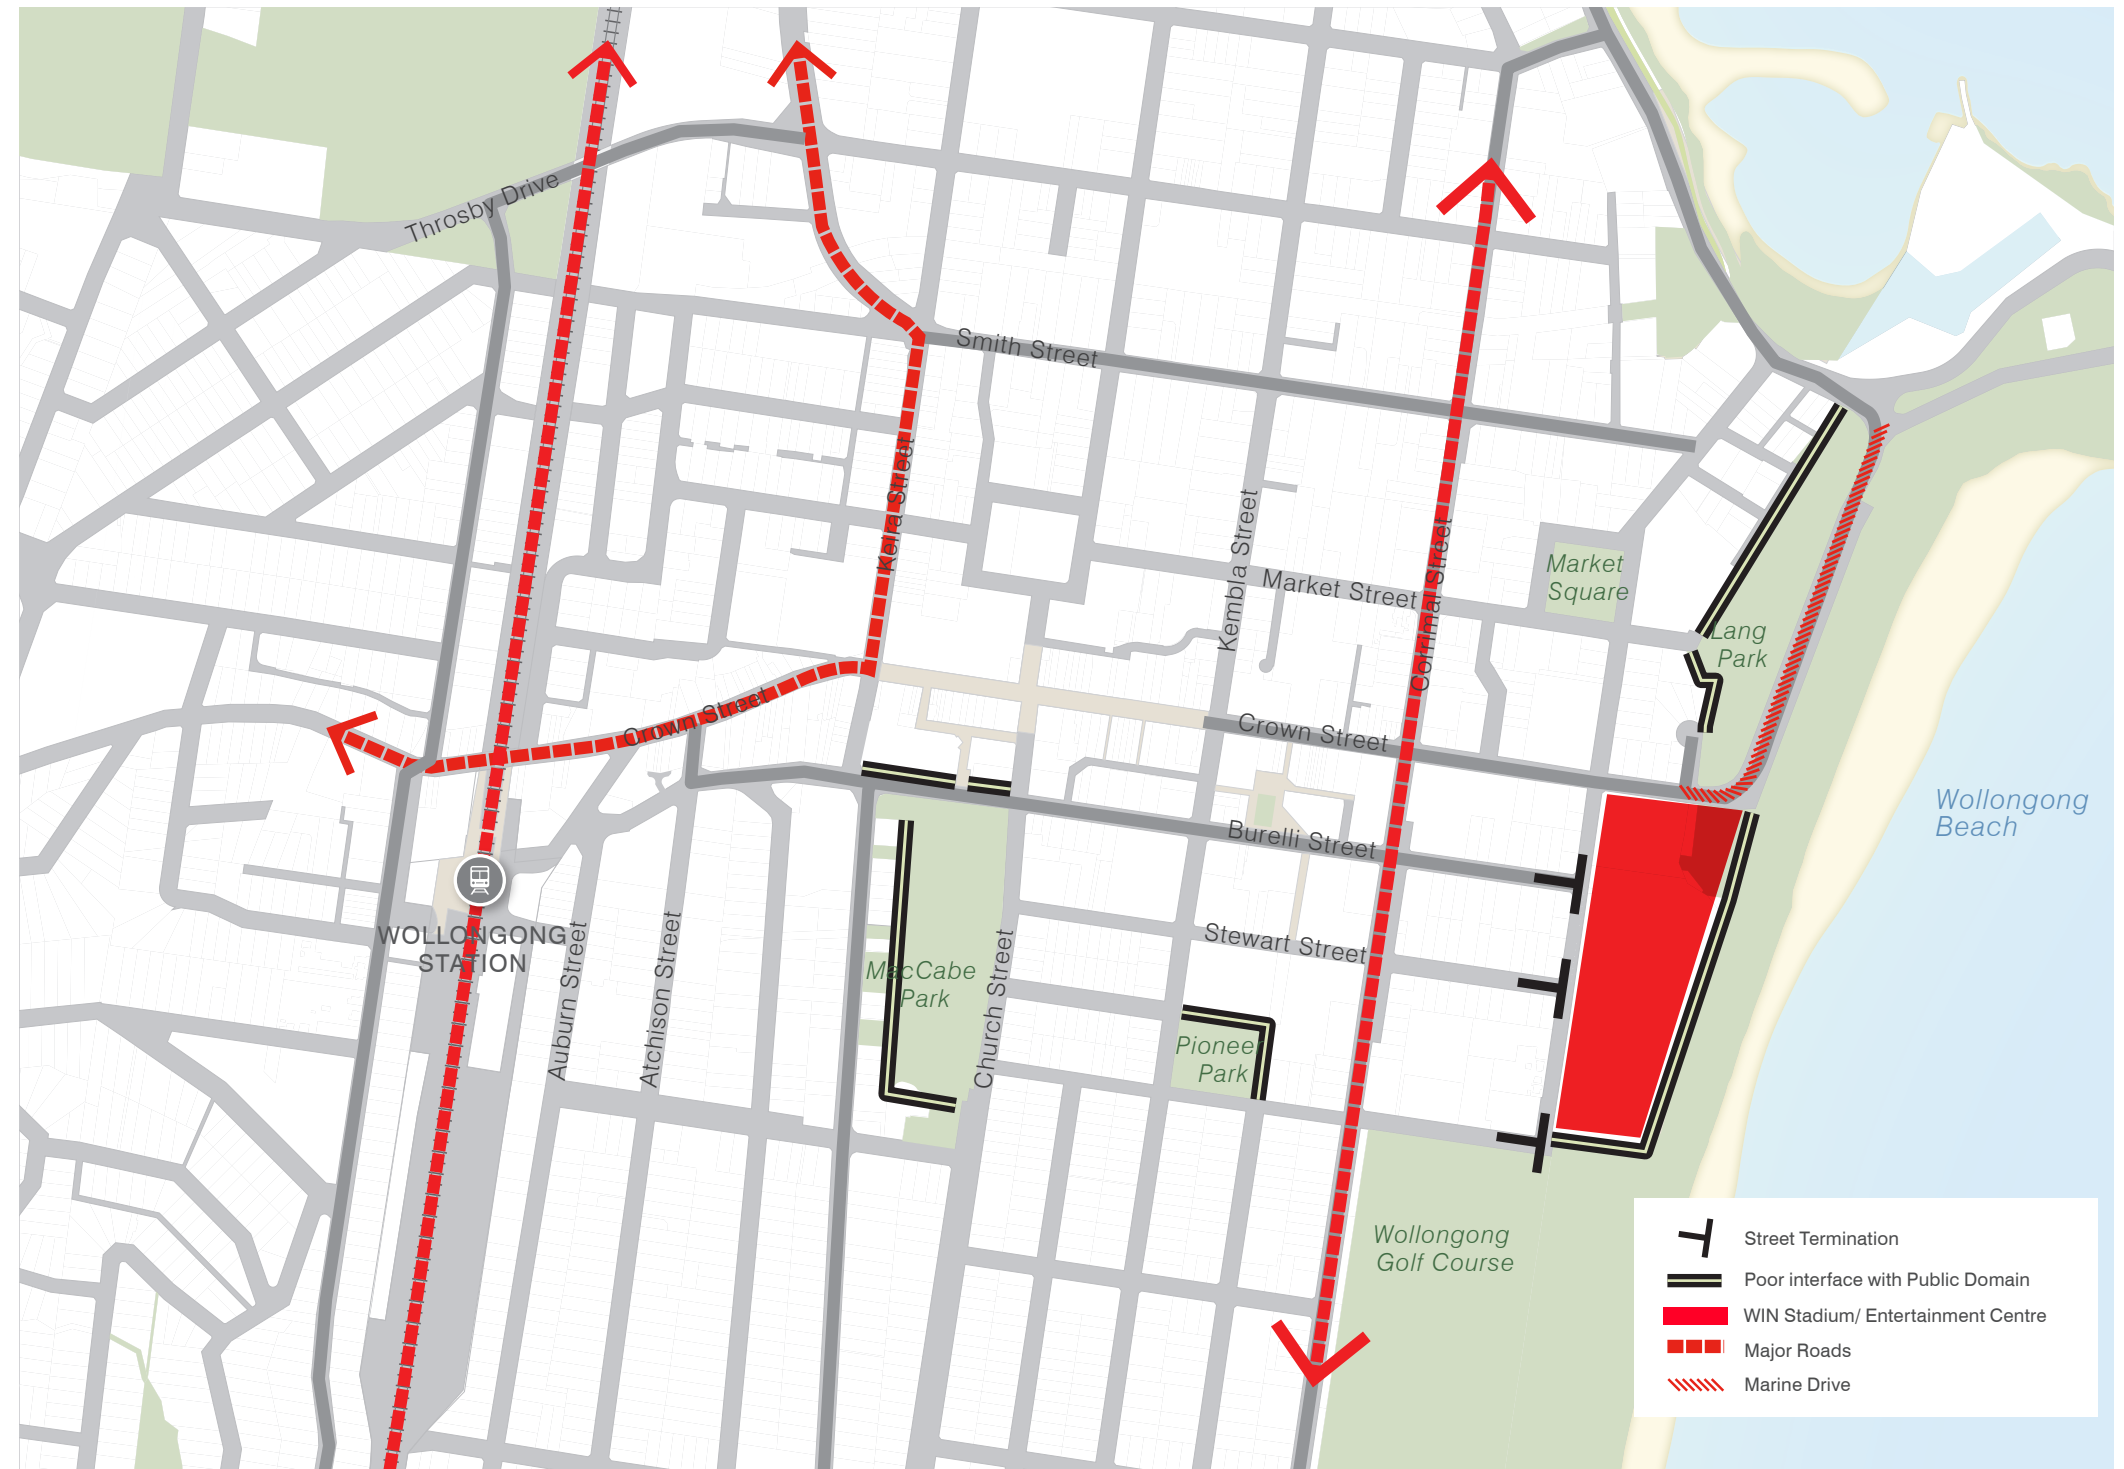 Throsby Drive
Smith Street
Keira Street
Kembla Street
Corrimal Street
Market Street
Market
Square
Lang
Park
Crown Street
Crown Street
Wollongong
Beach
Burelli Street
WOLLONGONG
STATION
Auburn Street
Atchison Street
MacCabe
Park
Church Street
Stewart Street
Pioneer
Park
Wollongong
Golf Course
Street Termination
Poor interface with Public Domain
WIN Stadium/ Entertainment Centre
Major Roads
Marine Drive